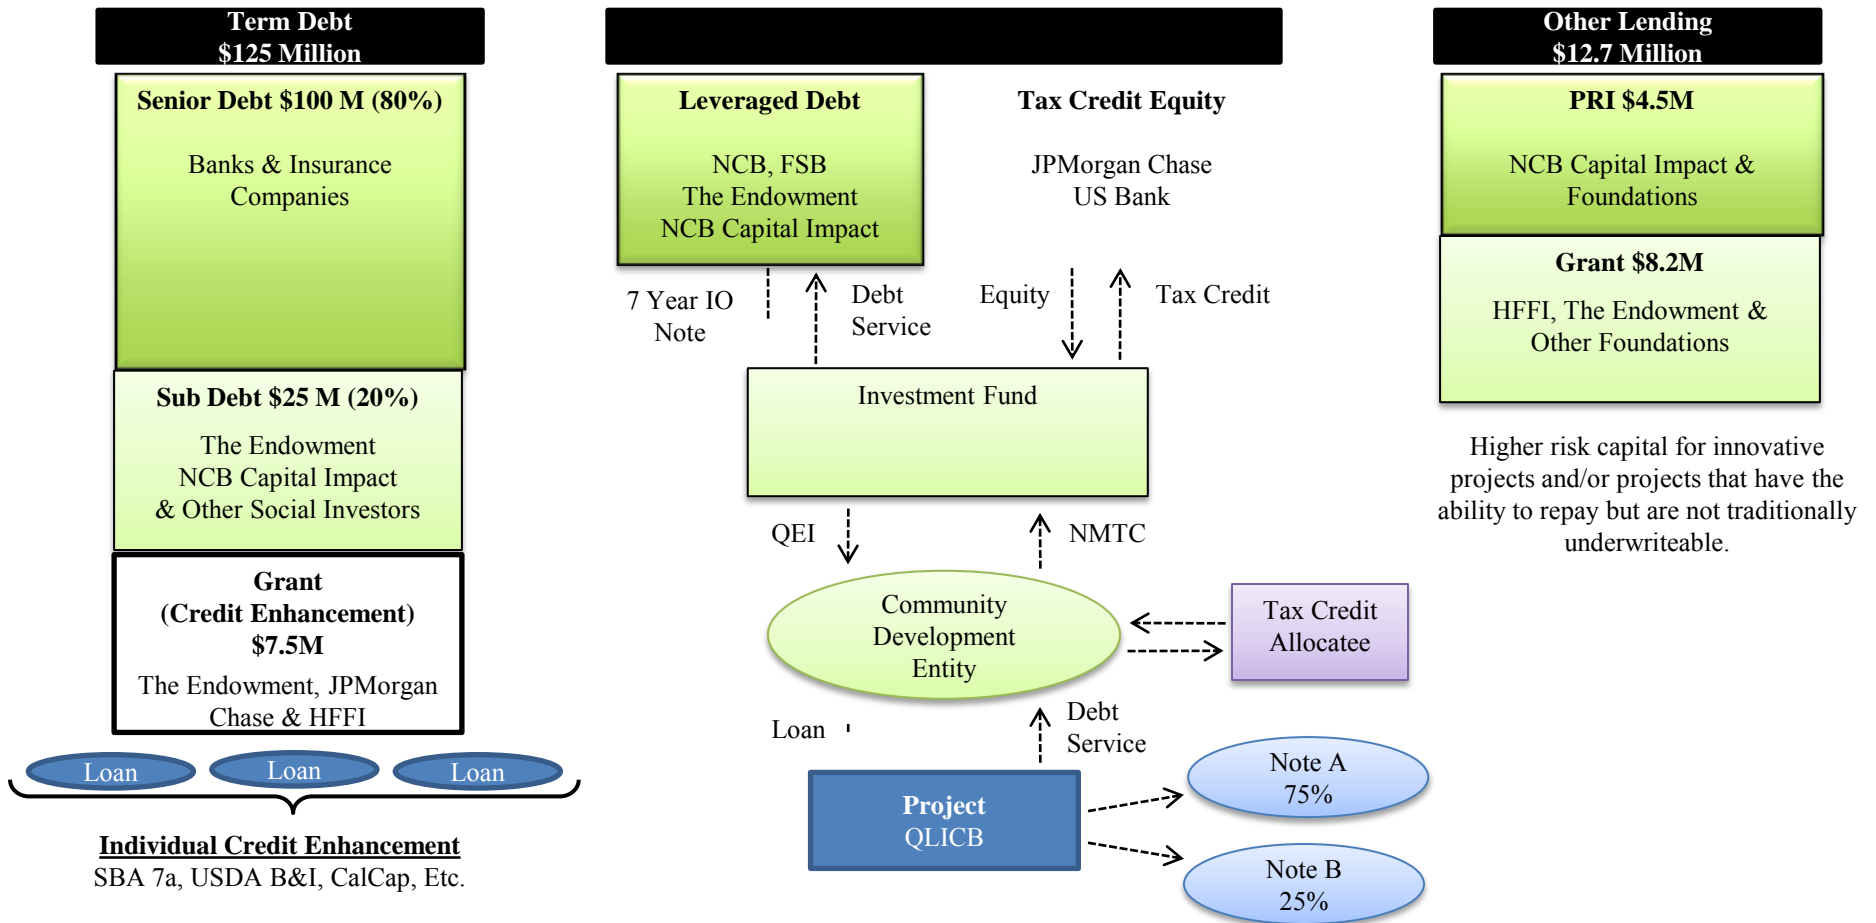 Term Debt
$125 Million
Senior Debt $100 M (80%)
Banks & Insurance
Companies
Sub Debt $25 M (20%)
The Endowment
NCB Capital Impact
& Other Social Investors
Grant
(Credit Enhancement)
$7.5M
The Endowment, JPMorgan
Chase & HFFI
Loan
Loan
Loan
Individual Credit Enhancement
SBA 7a, USDA B&I, CalCap, Etc.
Leveraged Debt
NCB, FSB
The Endowment
NCB Capital Impact
Tax Credit Equity
JPMorgan Chase
US Bank
7 Year IO
Note
Debt
Service
Equity
Tax Credit
Investment Fund
QEI
NMTC
Community
Development
Entity
Tax Credit
Allocatee
Loan
Debt
Service
Project
QLICB
Note A
75%
Note B
25%
Other Lending
$12.7 Million
PRI $4.5M
NCB Capital Impact &
Foundations
Grant $8.2M
HFFI, The Endowment &
Other Foundations
Higher risk capital for innovative
projects and/or projects that have the
ability to repay but are not traditionally
underwriteable.